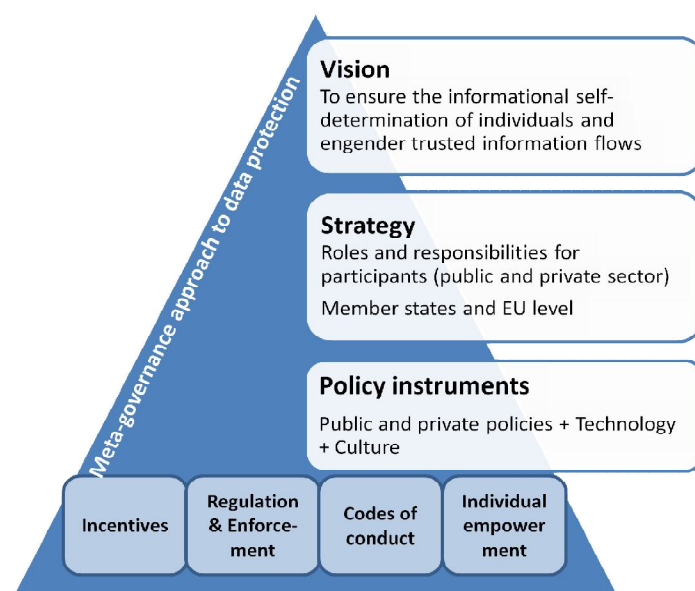 Meta-governance approach to data protection
Vision
To ensure the informational self-
determination of individuals and
engender trusted information flows
Strategy
Roles and responsibilities for
participants (public and private sector)
Member states and EU level
Policy instruments
Public and private policies + Technology
+ Culture
Incentives
Regulation
& Enforce-
ment
Codes of
conduct
Individual
empower
ment